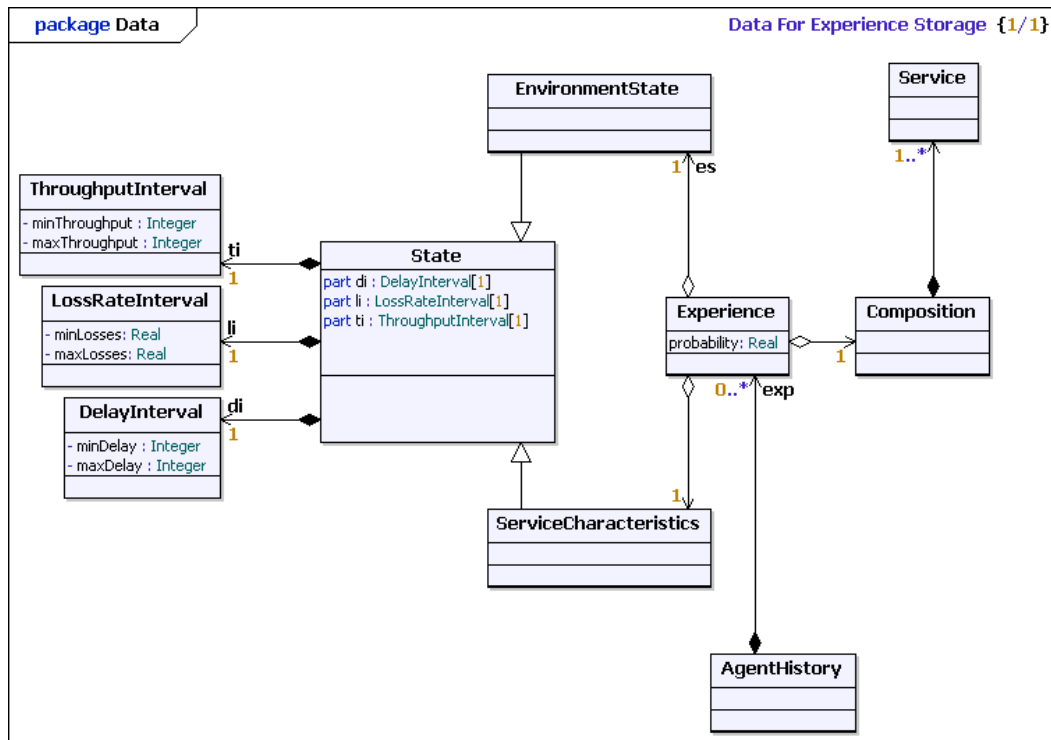 package Data
Data For Experience Storage {1/1}
EnvironmentState
Service
1
es
1..*
ThroughputInterval
- minThroughput : Integer
- maxThroughput : Integer
ti
1
State
part di : DelayInterval[1]
part li : LossRateInterval[1]
part ti : ThroughputInterval[1]
LossRateInterval
- minLosses: Real
- maxLosses: Real
li
1
Experience
probability: Real
1
Composition
0..*
exp
DelayInterval
- minDelay : Integer
- maxDelay : Integer
di
1
1
ServiceCharacteristics
AgentHistory